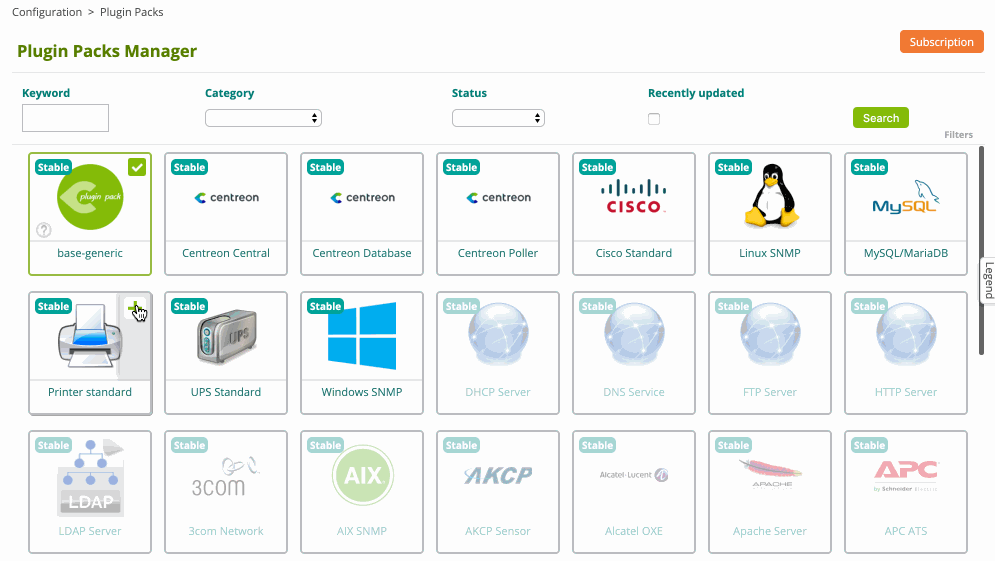 Configuration > Plugin Packs
Plugin Packs Manager
Subscription
Keyword
Category
Status
Recently updated
Search
Filters
Stable
plugin pack
?
base-generic
Stable
centreon
Centreon Central
Stable
centreon
Centreon Database
Stable
centreon
Centreon Poller
Stable
CISCO
Cisco Standard
Stable
Linux SNMP
Stable
MySQL
MySQL/MariaDB
Legend
Stable
Printer standard
Stable
UPS
UPS Standard
Stable
Windows SNMP
Stable
DHCP Server
Stable
DNS Service
Stable
FTP Server
Stable
HTTP Server
Stable
LDAP
LDAP Server
Stable
3COM
3com Network
Stable
AIX
AIX SNMP
Stable
AKCP
AKCP Sensor
Stable
Alcatel-Lucent
Alcatel OXE
Stable
APACHE
Apache Server
Stable
APC
by Schneider Electric
APC ATS